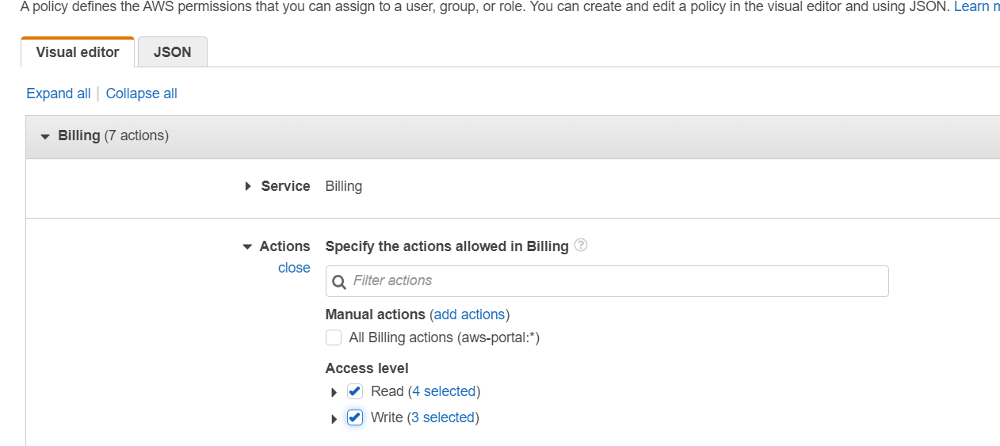 A policy defines the AWS permissions that you can assign to a user, group, or role. You can create and edit a policy in the visual editor and using JSON. Learn
Visual editor
JSON
Expand all | Collapse all
Billing (7 actions)
Service Billing
Actions Specify the actions allowed in Billing ?
close
Filter actions
Manual actions (add actions)
All Billing actions (aws-portal:*)
Access level
Read (4 selected)
Write (3 selected)